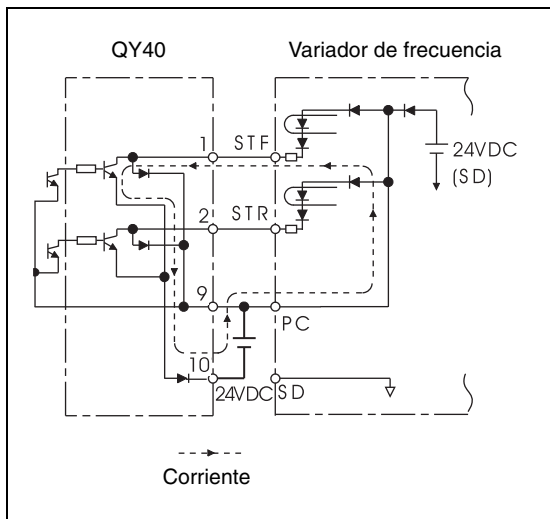 QY40
Variador de frecuencia
1 STF
24VDC
(SD)
2 STR
9
PC
10
24VDC SD
Corriente